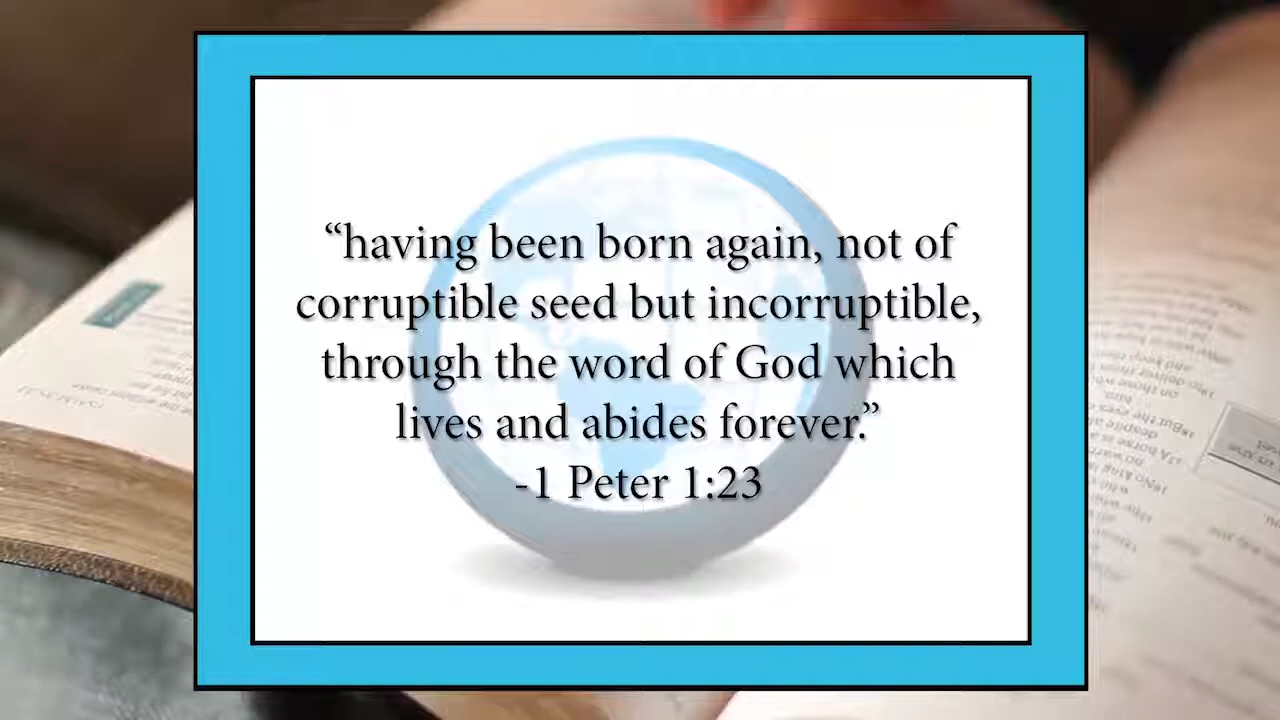 “having been born again, not of
corruptible seed but incorruptible,
through the word of God which
lives and abides forever.”
-1 Peter 1:23